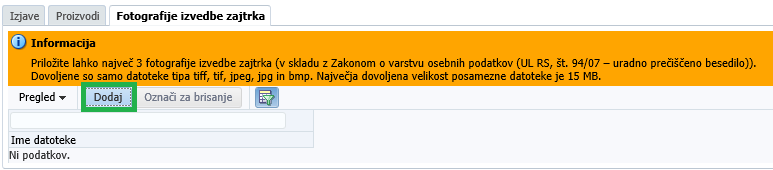 Izjave Proizvodi Fotografije izvedbe zajtrka
Informacija
Priložite lahko največ 3 fotografije izvedbe zajtrka (v skladu z Zakonom o varstvu osebnih podatkov (UL RS, št. 94/07 – uradno prečiščeno besedilo)).
Dovoljene so samo datoteke tipa tiff, tif, jpeg, jpg in bmp. Največja dovoljena velikost posamezne datoteke je 15 MB.
Pregled Dodaj Označi za brisanje
Ime datoteke
Ni podatkov.